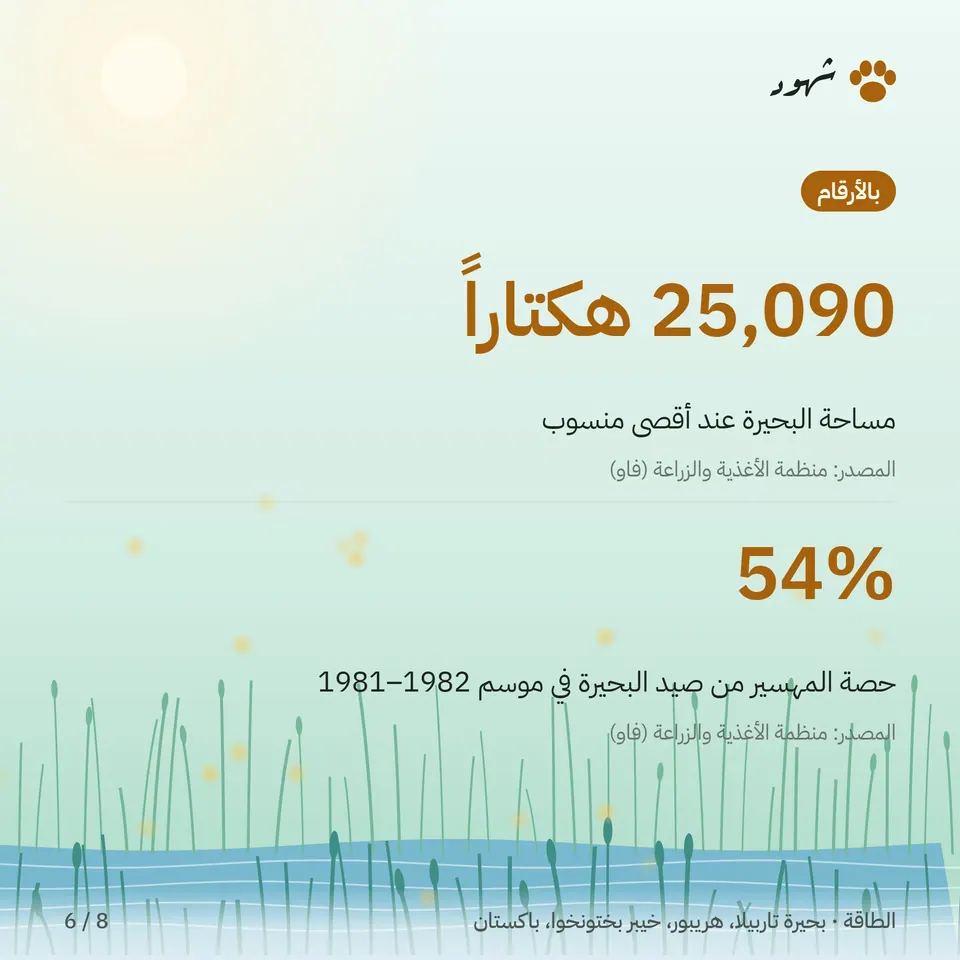 شهود
بالأرقام
25,090 هكتاراً
مساحة البحيرة عند أقصى منسوب
المصدر: منظمة الأغذية والزراعة (فاو)
54%
حصة المهسير من صيد البحيرة في موسم 1982–1981
المصدر: منظمة الأغذية والزراعة (فاو)
الطاقة · بحيرة تاربيلا، هريبور، خيبر بختونخوا، باكستان
6 / 8